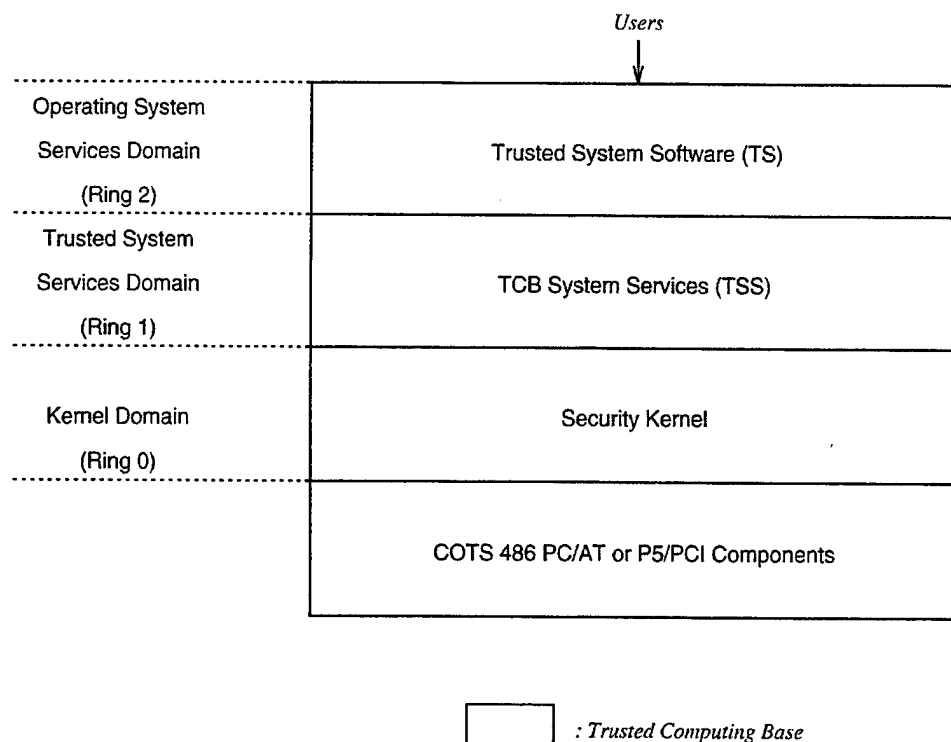 Users
Operating System
Services Domain
(Ring 2)
Trusted System Software (TS)
Trusted System
Services Domain
(Ring 1)
TCB System Services (TSS)
Kernel Domain
(Ring 0)
Security Kernel
COTS 486 PC/AT or P5/PCI Components
: Trusted Computing Base